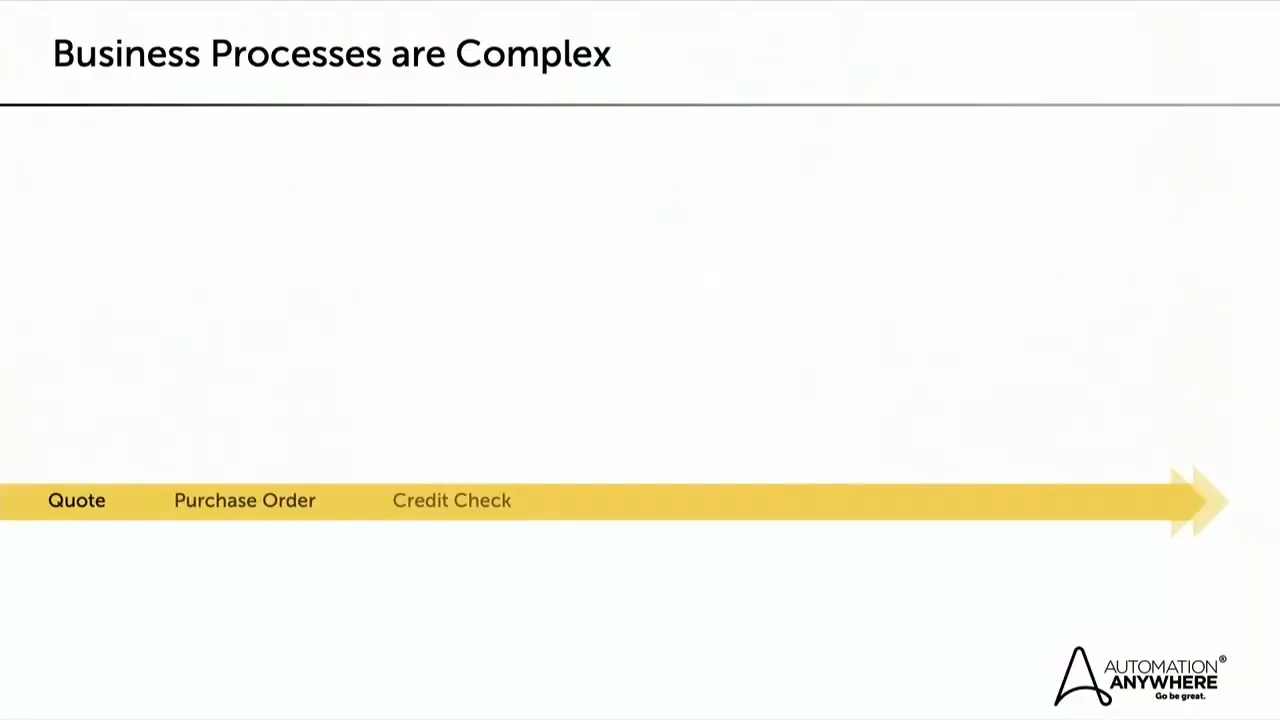 Business Processes are Complex
Quote Purchase Order Credit Check
AUTOMATION®
ANYWHERE
Go be great.